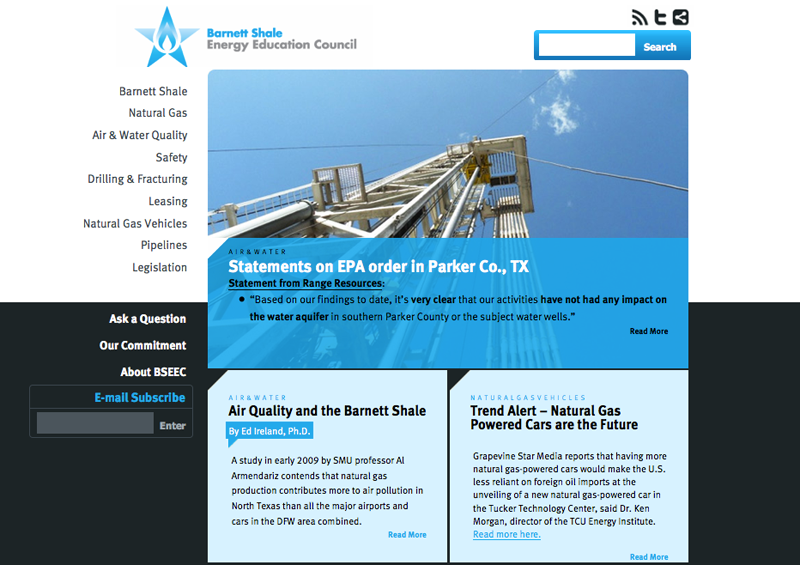 Barnett Shale
Energy Education Council
Search
Barnett Shale
Natural Gas
Air & Water Quality
Safety
Drilling & Fracturing
Leasing
Natural Gas Vehicles
Pipelines
Legislation
Ask a Question
Our Commitment
About BSEEC
E-mail Subscribe
Enter
AIR&WATER
Statements on EPA order in Parker Co., TX
Statement from Range Resources:
• “Based on our findings to date, it’s very clear that our activities have not had any impact on
the water aquifer in southern Parker County or the subject water wells.”
Read More
AIR&WATER
Air Quality and the Barnett Shale
By Ed Ireland, Ph.D.
A study in early 2009 by SMU professor Al
Armendariz contends that natural gas
production contributes more to air pollution in
North Texas than all the major airports and
cars in the DFW area combined.
Read More
NATURALGASVEHICLES
Trend Alert – Natural Gas
Powered Cars are the Future
Grapevine Star Media reports that having more
natural gas-powered cars would make the U.S.
less reliant on foreign oil imports at the
unveiling of a new natural gas-powered car in
the Tucker Technology Center, said Dr. Ken
Morgan, director of the TCU Energy Institute.
Read more here.
Read More